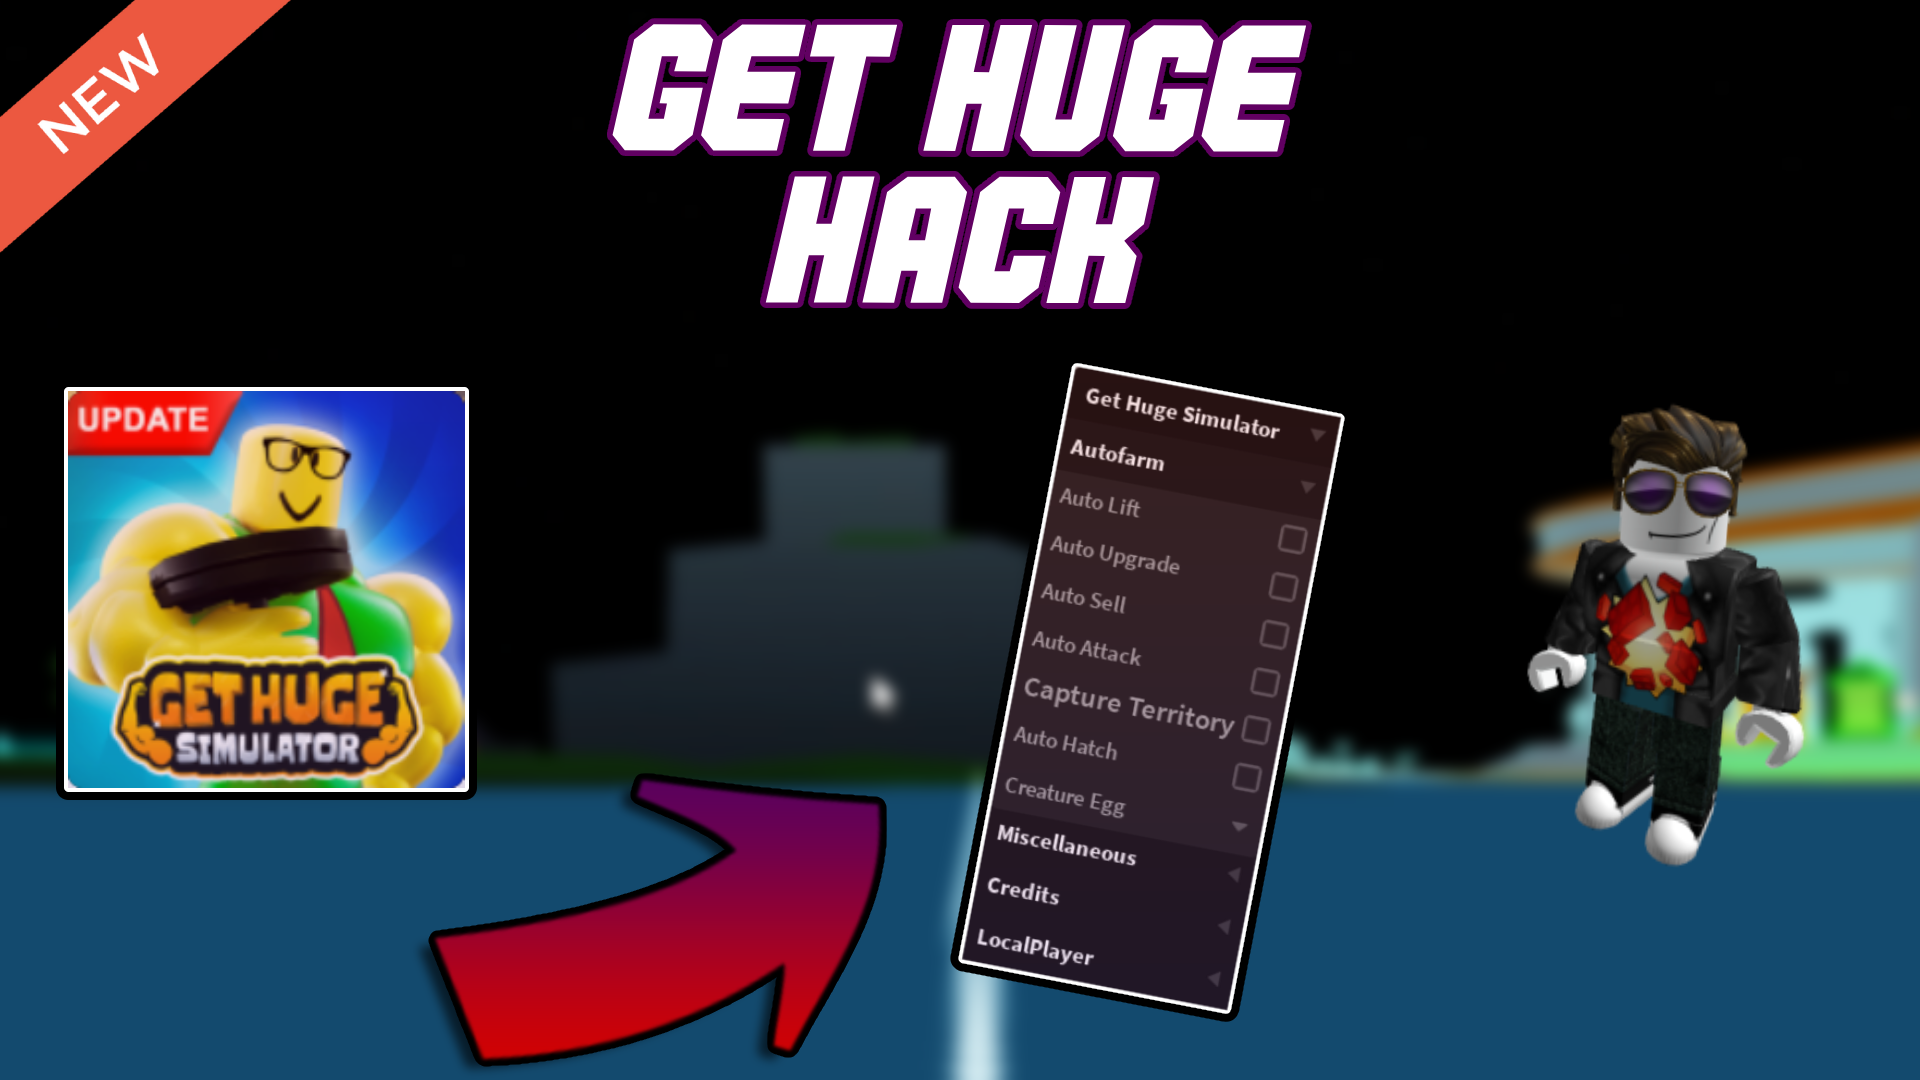 NEW
GET HUGE
HACK
UPDATE
GET HUGE
SIMULATOR
Get Huge Simulator
Autofarm
Auto Lift
Auto Upgrade
Auto Sell
Auto Attack
Capture Territory
Auto Hatch
Creature Egg
Miscellaneous
Credits
LocalPlayer